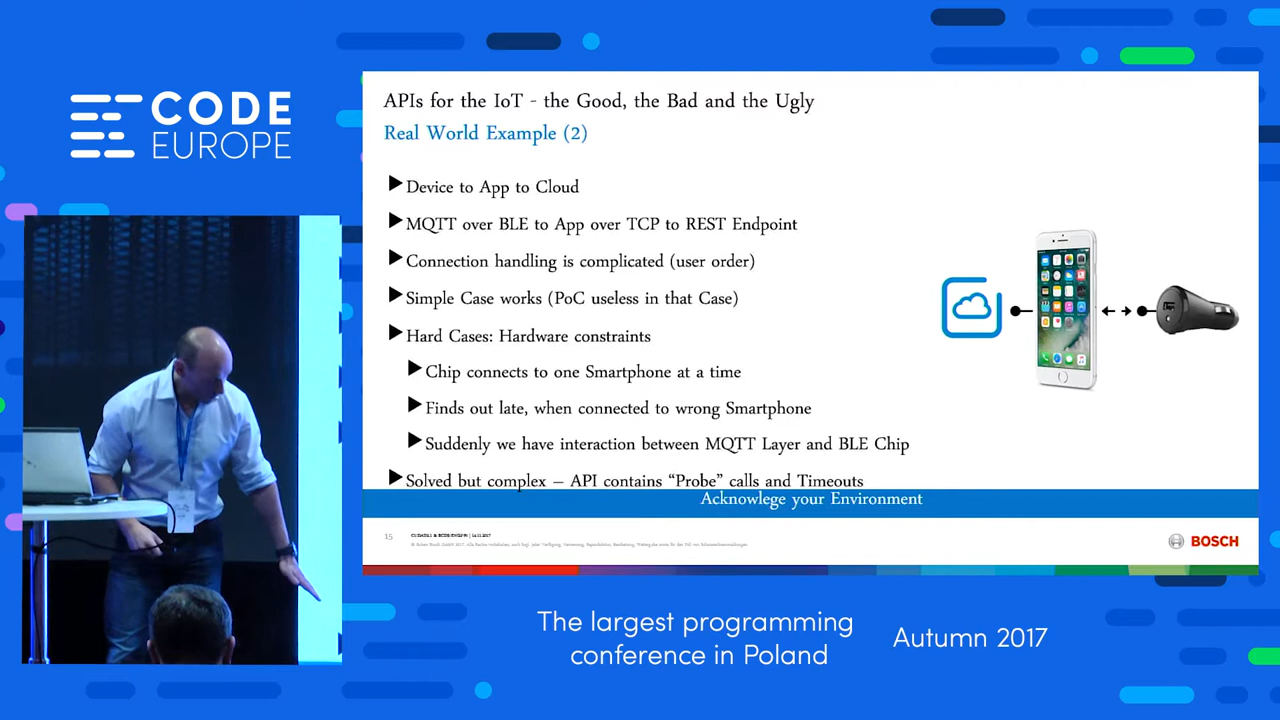 CODE
EUROPE
APIs for the IoT - the Good, the Bad and the Ugly
Real World Example (2)
Device to App to Cloud
MQTT over BLE to App over TCP to REST Endpoint
Connection handling is complicated (user order)
Simple Case works (PoC useless in that Case)
Hard Cases: Hardware constraints
Chip connects to one Smartphone at a time
Finds out late, when connected to wrong Smartphone
Suddenly we have interaction between MQTT Layer and BLE Chip
Solved but complex – API contains “Probe” calls and Timeouts
Acknowlege your Environment
15
BOSCH
The largest programming
conference in Poland
Autumn 2017